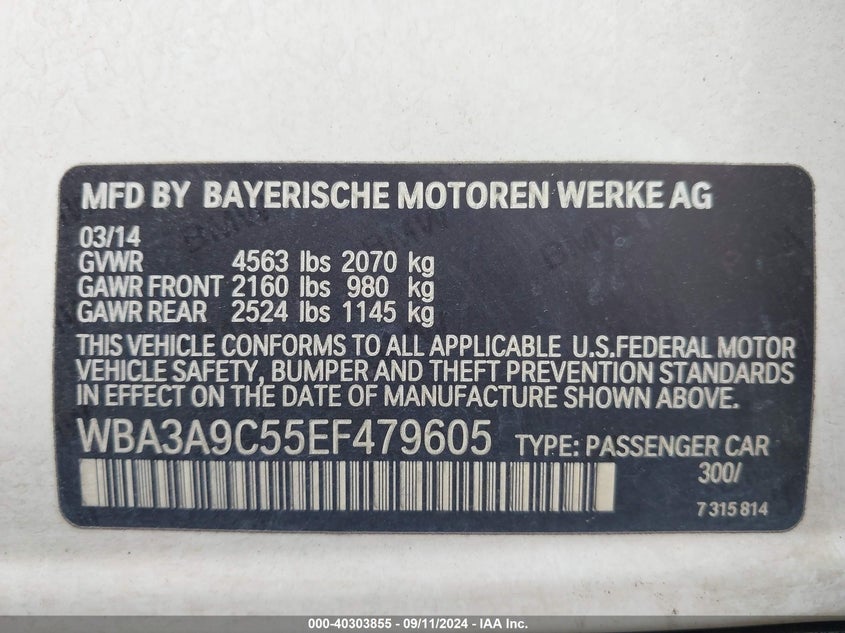 MFD BY BAYERISCHE MOTOREN WERKE AG
03/14
GVWR 4563 lbs 2070 kg
GAWR FRONT 2160 lbs 980 kg
GAWR REAR 2524 lbs 1145 kg
THIS VEHICLE CONFORMS TO ALL APPLICABLE U.S.FEDERAL MOTOR
VEHICLE SAFETY, BUMPER AND THEFT PREVENTION STANDARDS
IN EFFECT ON THE DATE OF MANUFACTURE SHOWN ABOVE.
WBA3A9C55EF479605 TYPE: PASSENGER CAR
300/
7 315 814
000-40303855 - 09/11/2024 - IAA Inc.